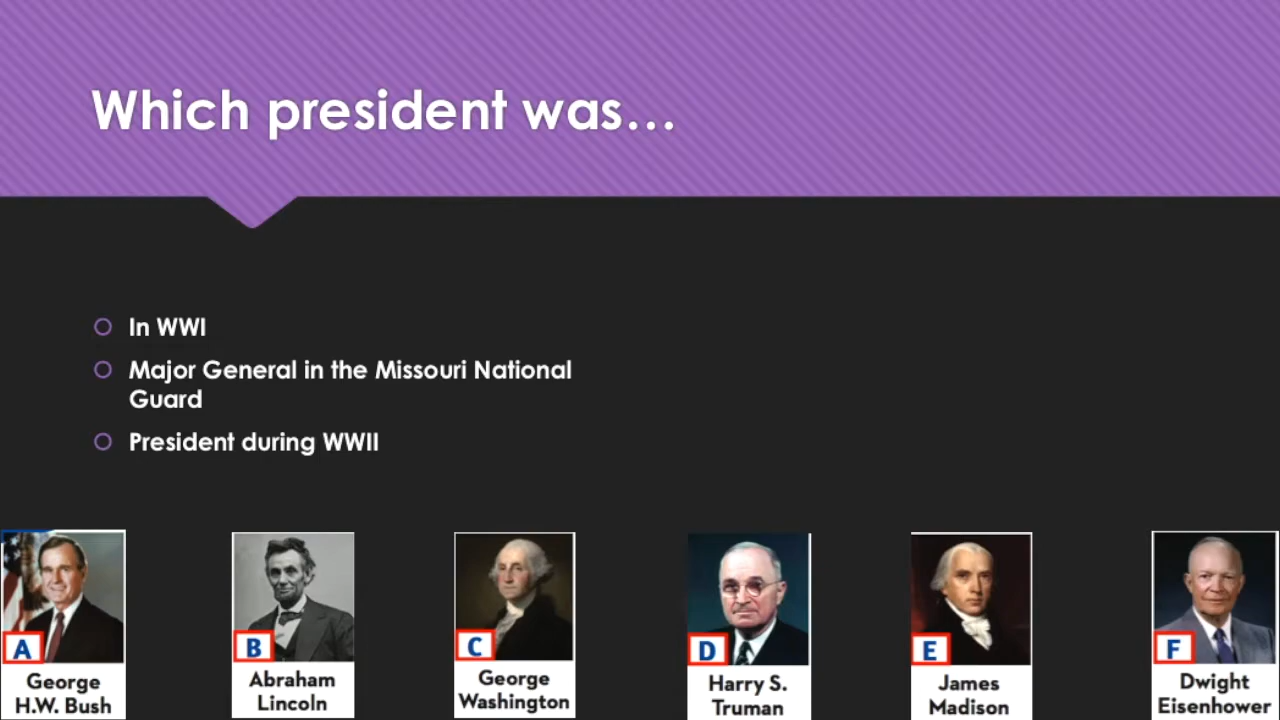 Which president was...
In WWI
Major General in the Missouri National
Guard
President during WWII
A
George
H.W. Bush
B
Abraham
Lincoln
C
George
Washington
D
Harry S.
Truman
E
James
Madison
F
Dwight
Eisenhower